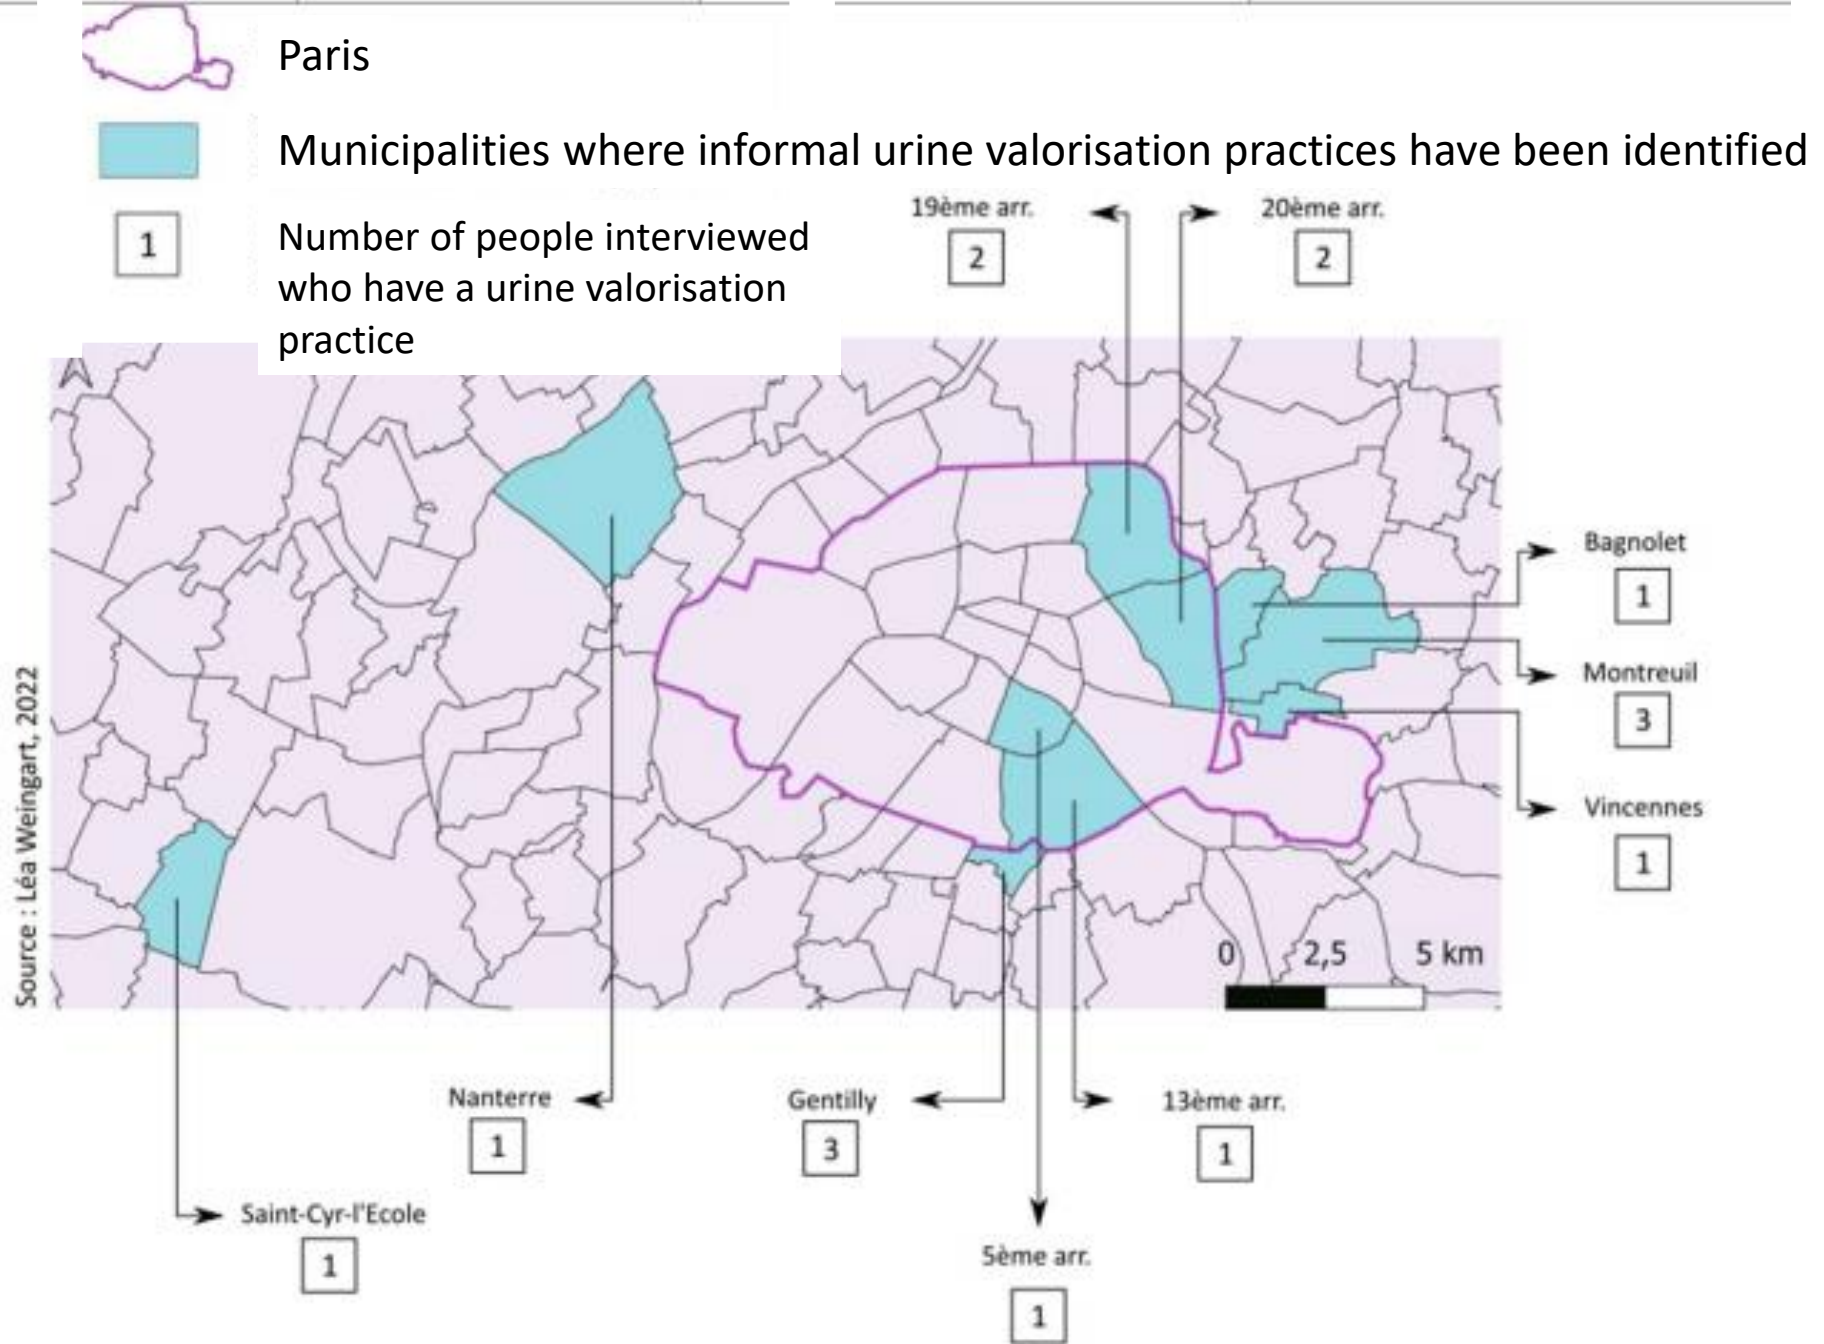 Paris
Municipalities where informal urine valorisation practices have been identified
1
Number of people interviewed
who have a urine valorisation
practice
19ème arr.
2
20ème arr.
2
Bagnolet
1
Montreuil
3
Vincennes
1
Source : Léa Weingart, 2022
0 2,5 5 km
Nanterre
1
Gentilly
3
13ème arr.
1
Saint-Cyr-l'Ecole
1
5ème arr.
1